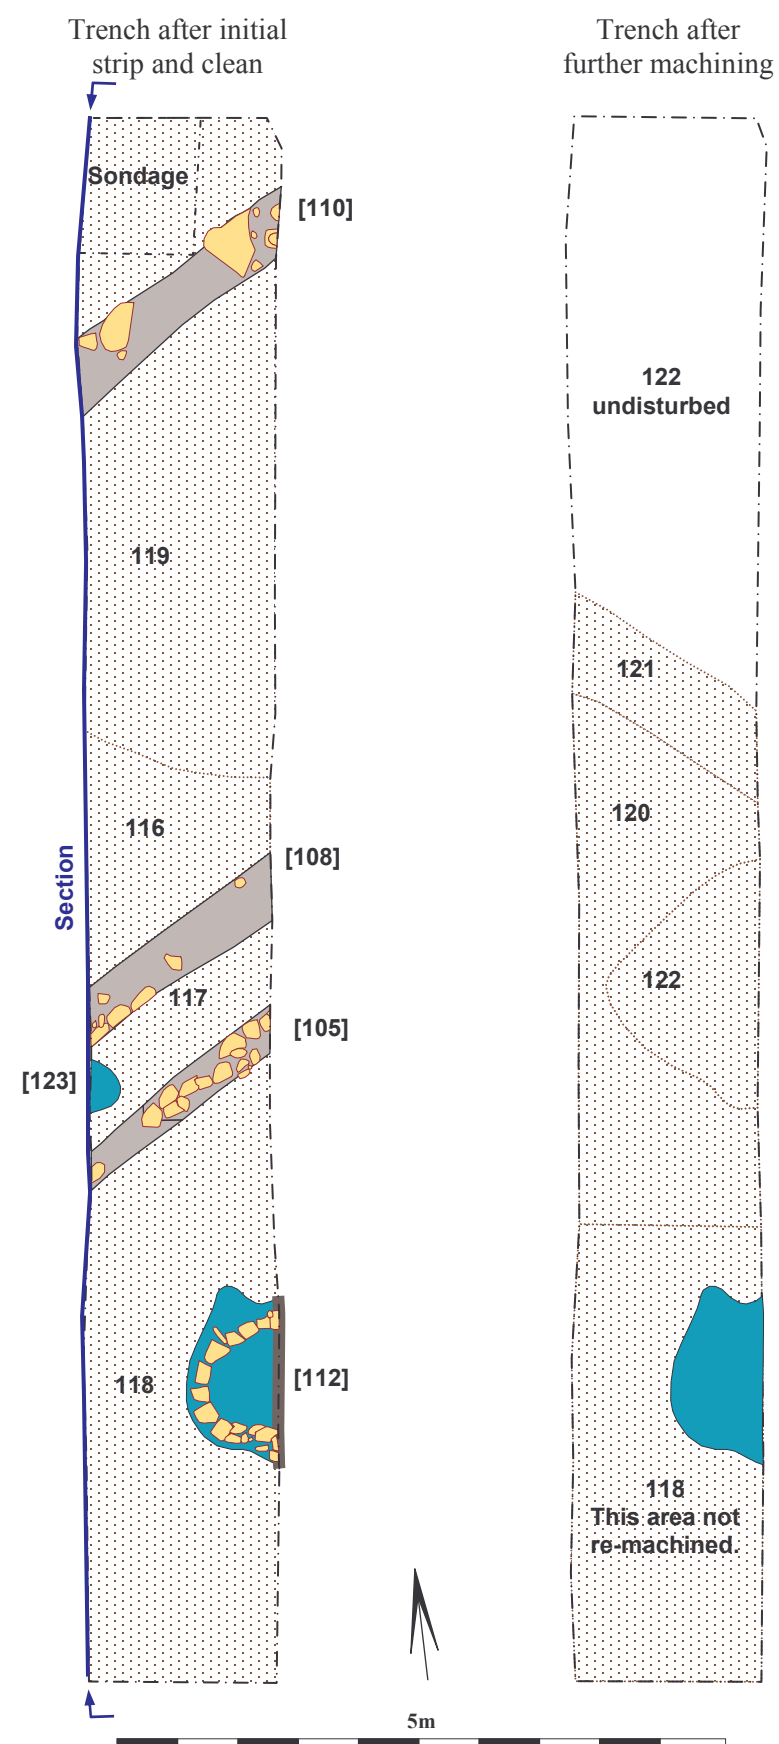 Trench after initial
strip and clean
Trench after
further machining
Sondage
[110]
122
undisturbed
119
121
116
120
[108]
Section
117
122
[105]
[123]
118
[112]
118
This area not
re-machined.
5m